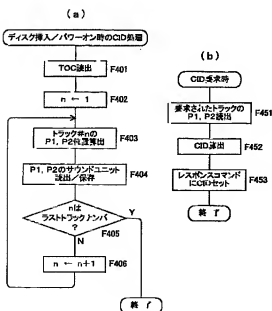 (a)
ディスク挿入/パワーオン時のCID処理
TOC読出
F401
n ← 1
F402
トラック#nの
P1, P2位置算出
F403
P1, P2のサウンドユニット
読出/保存
F404
nは
ラストトラックナンバ
?
F405
Y
N
n ← n+1
F406
終了
(b)
CID要求時
要求されたトラックの
P1, P2読出
F451
CID算出
F452
レスポンスコマンド
にCIDセット
F453
終了